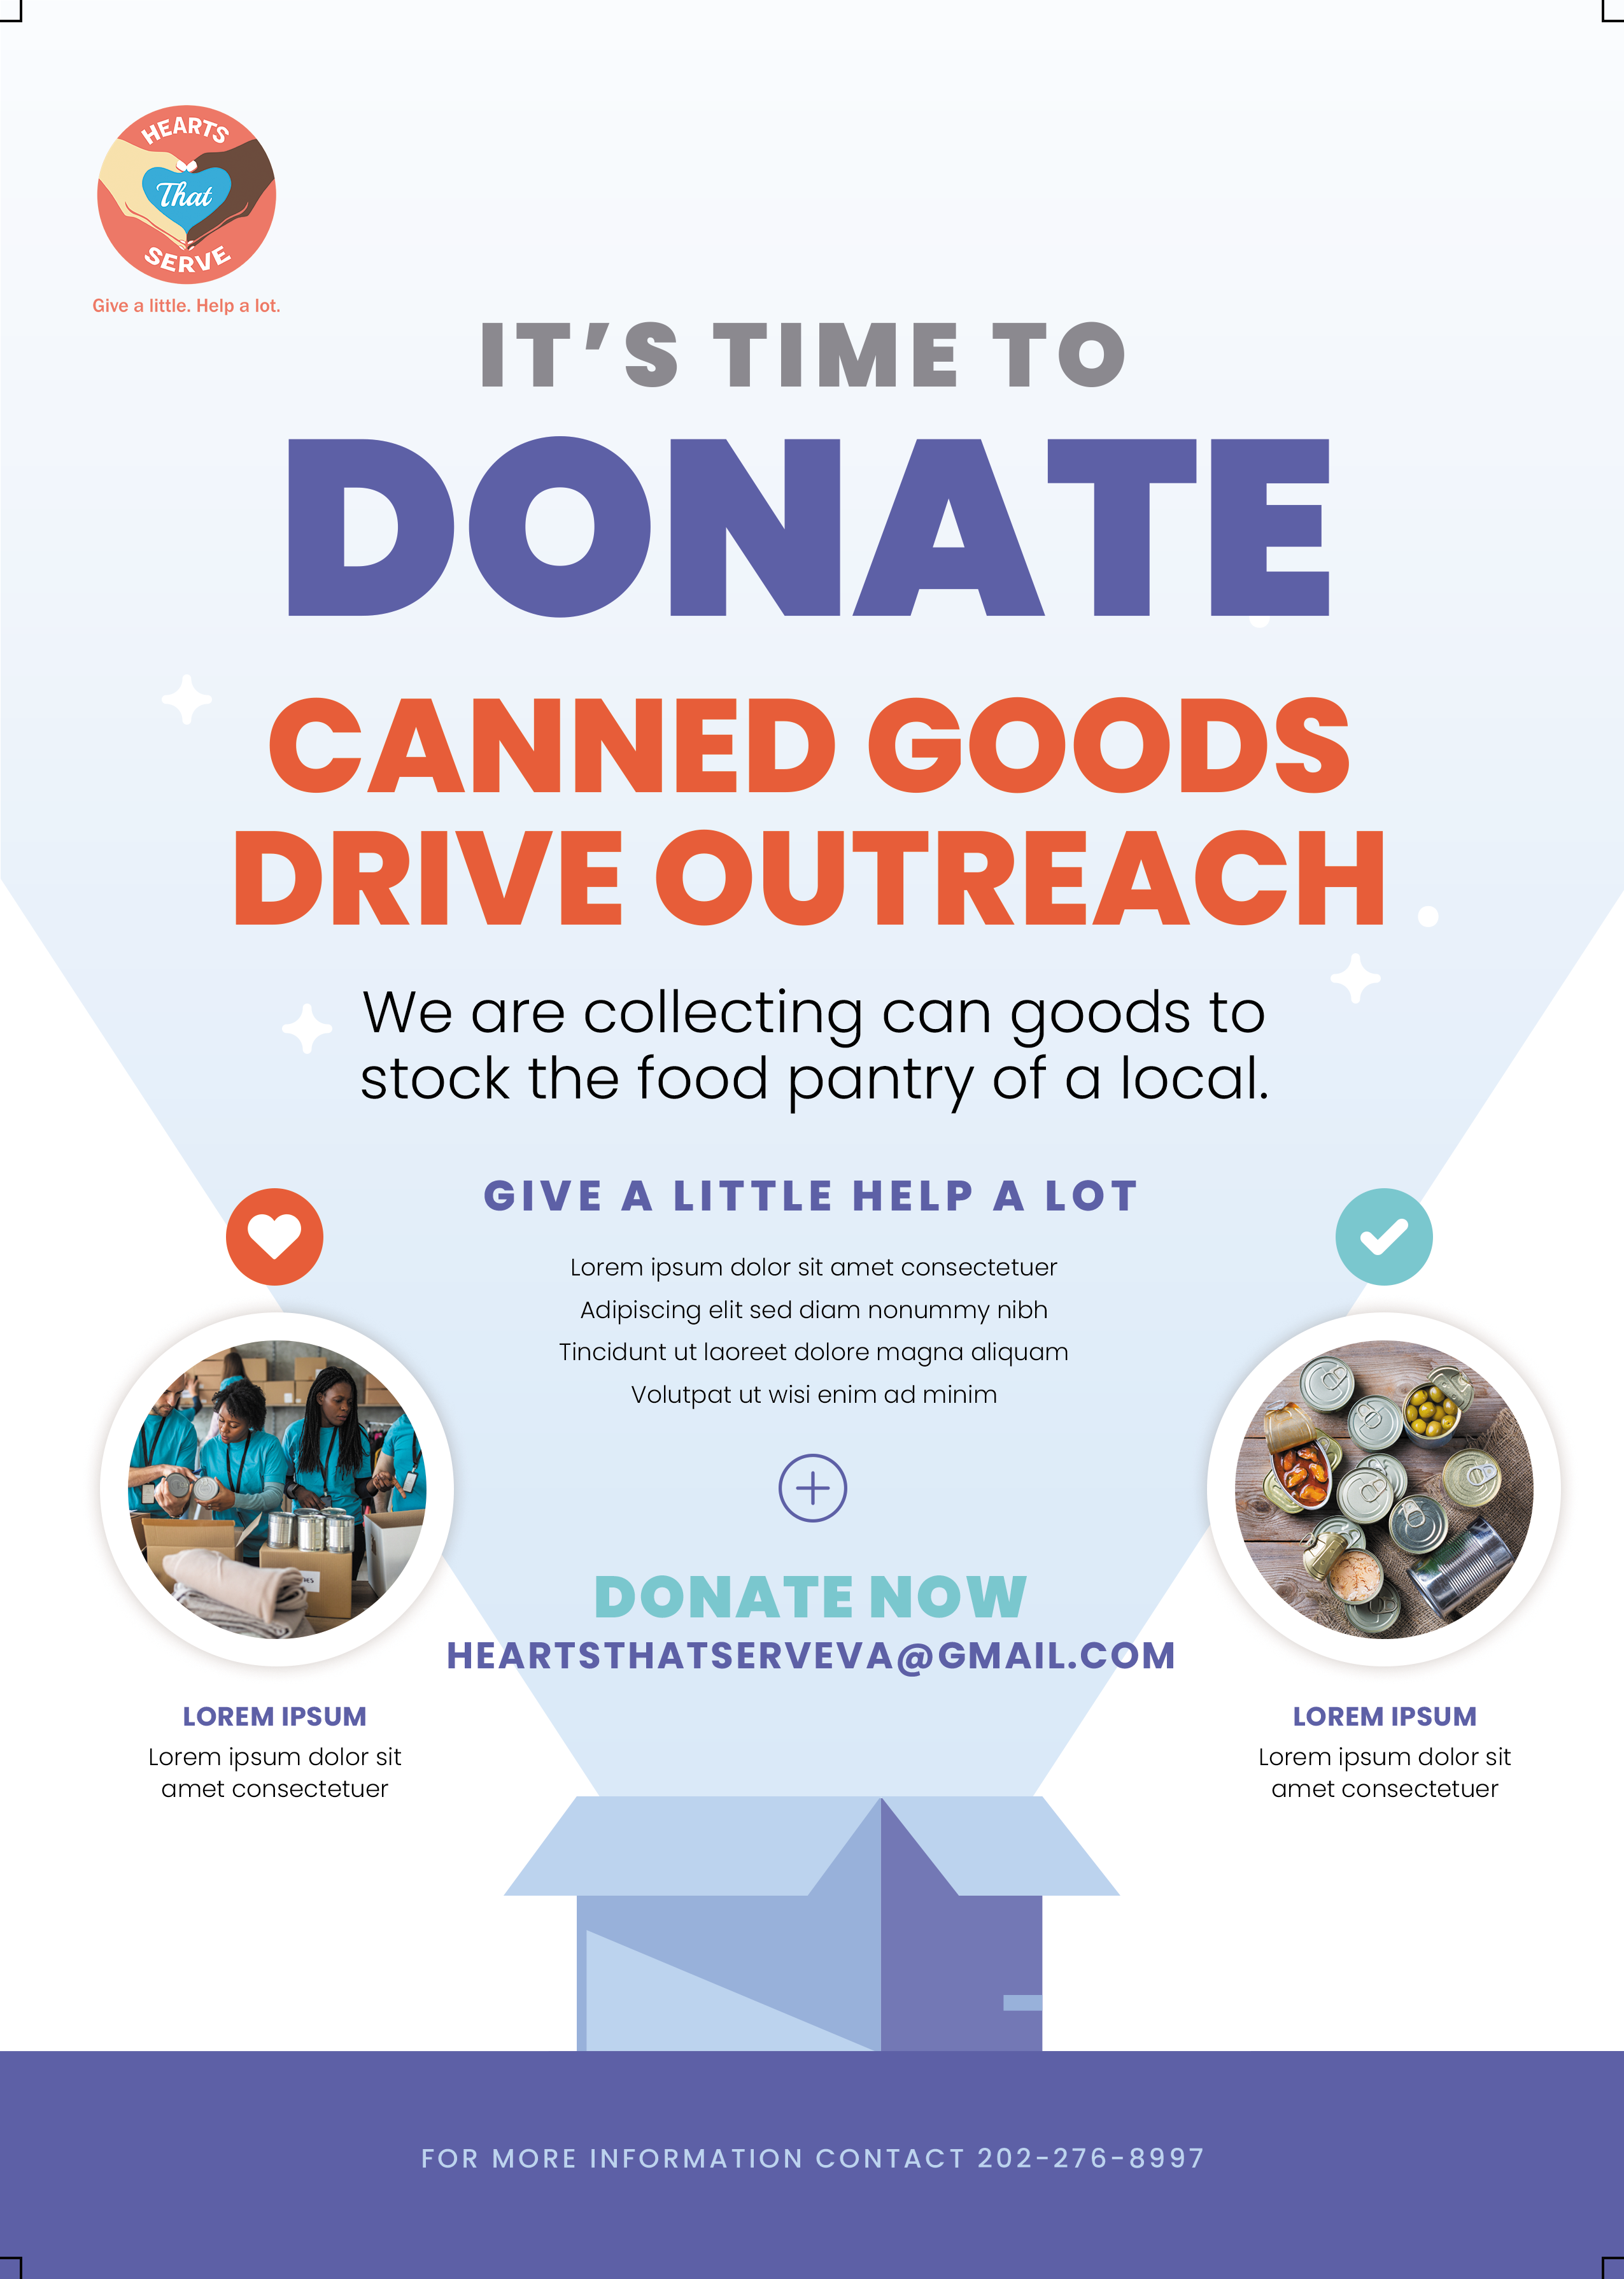 HEARTS
That
SERVE
Give a little. Help a lot.
IT’S TIME TO
DONATE
CANNED GOODS
DRIVE OUTREACH
We are collecting can goods to
stock the food pantry of a local.
GIVE A LITTLE HELP A LOT
Lorem ipsum dolor sit amet consectetuer
Adipiscing elit sed diam nonummy nibh
Tincidunt ut laoreet dolore magna aliquam
Volutpat ut wisi enim ad minim
DONATE NOW
HEARTSTHATSERVEVA@GMAIL.COM
LOREM IPSUM
Lorem ipsum dolor sit
amet consectetuer
LOREM IPSUM
Lorem ipsum dolor sit
amet consectetuer
FOR MORE INFORMATION CONTACT 202-276-8997